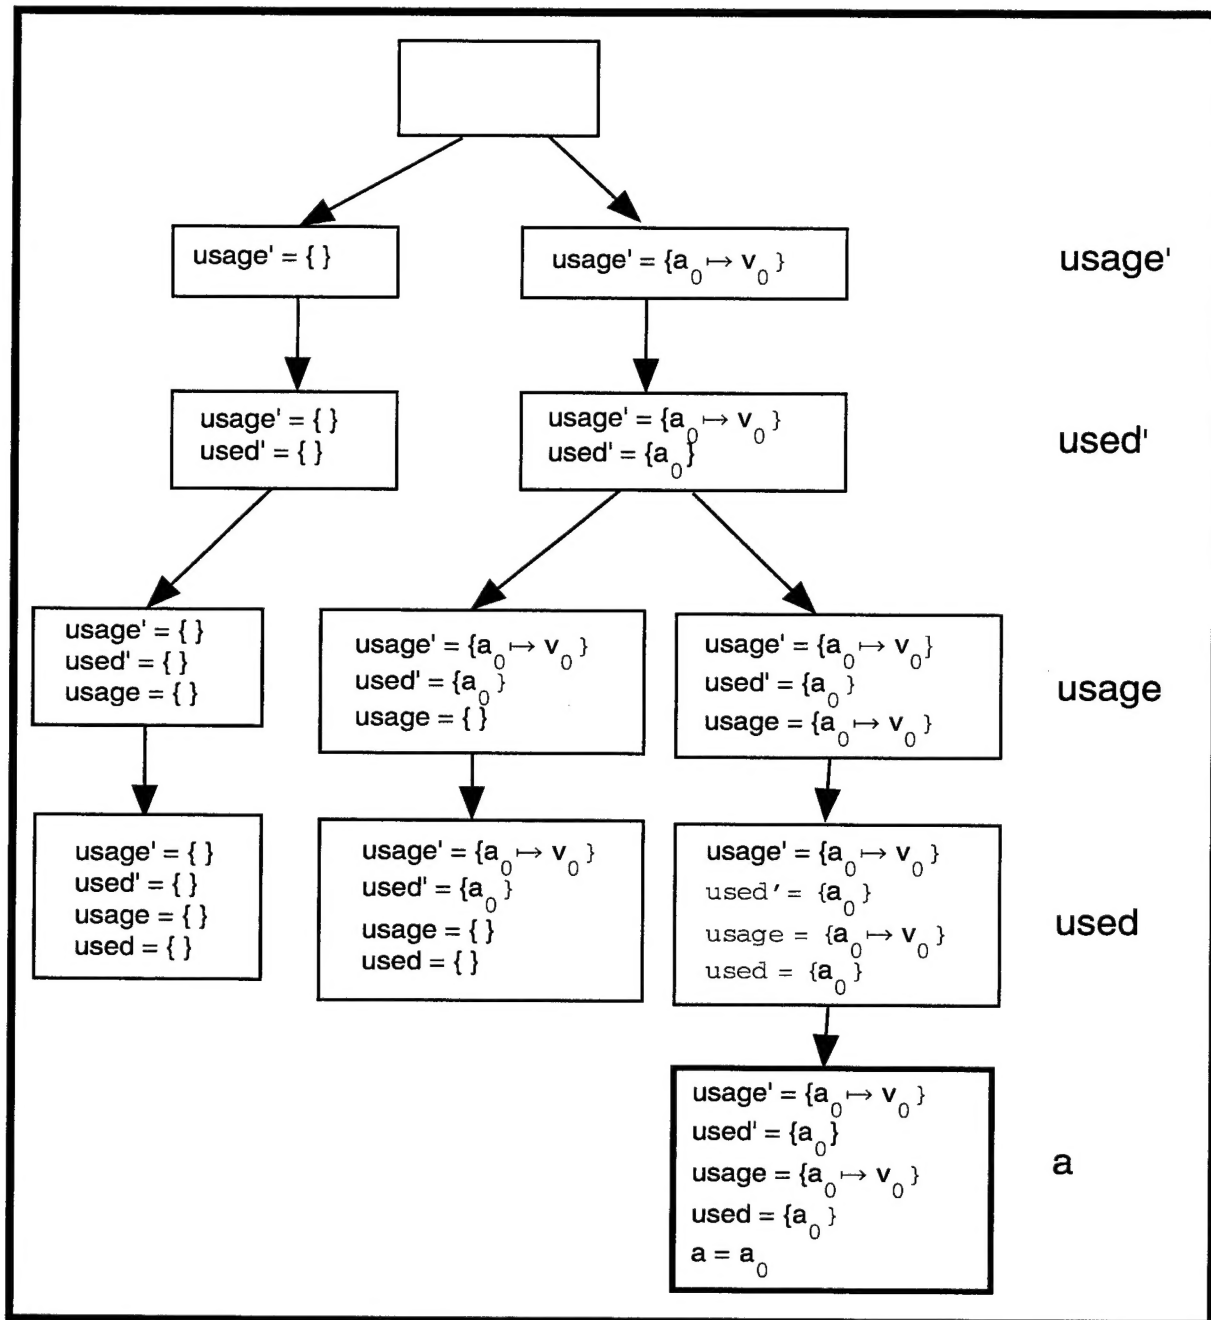 usage' = { }
usage' = {a₀ ↦ v₀ }
usage'
usage' = { }
used' = { }
usage' = {a₀ ↦ v₀ }
used' = {a₀}
used'
usage' = { }
used' = { }
usage = { }
usage' = {a₀ ↦ v₀ }
used' = {a₀ }
usage = { }
usage' = {a₀ ↦ v₀ }
used' = {a₀ }
usage = {a₀ ↦ v₀ }
usage
usage' = { }
used' = { }
usage = { }
used = { }
usage' = {a₀ ↦ v₀ }
used' = {a₀ }
usage = { }
used = { }
usage' = {a₀ ↦ v₀ }
used' = {a₀ }
usage = {a₀ ↦ v₀ }
used = {a₀ }
used
usage' = {a₀ ↦ v₀ }
used' = {a₀}
usage = {a₀ ↦ v₀ }
used = {a₀ }
a = a₀
a